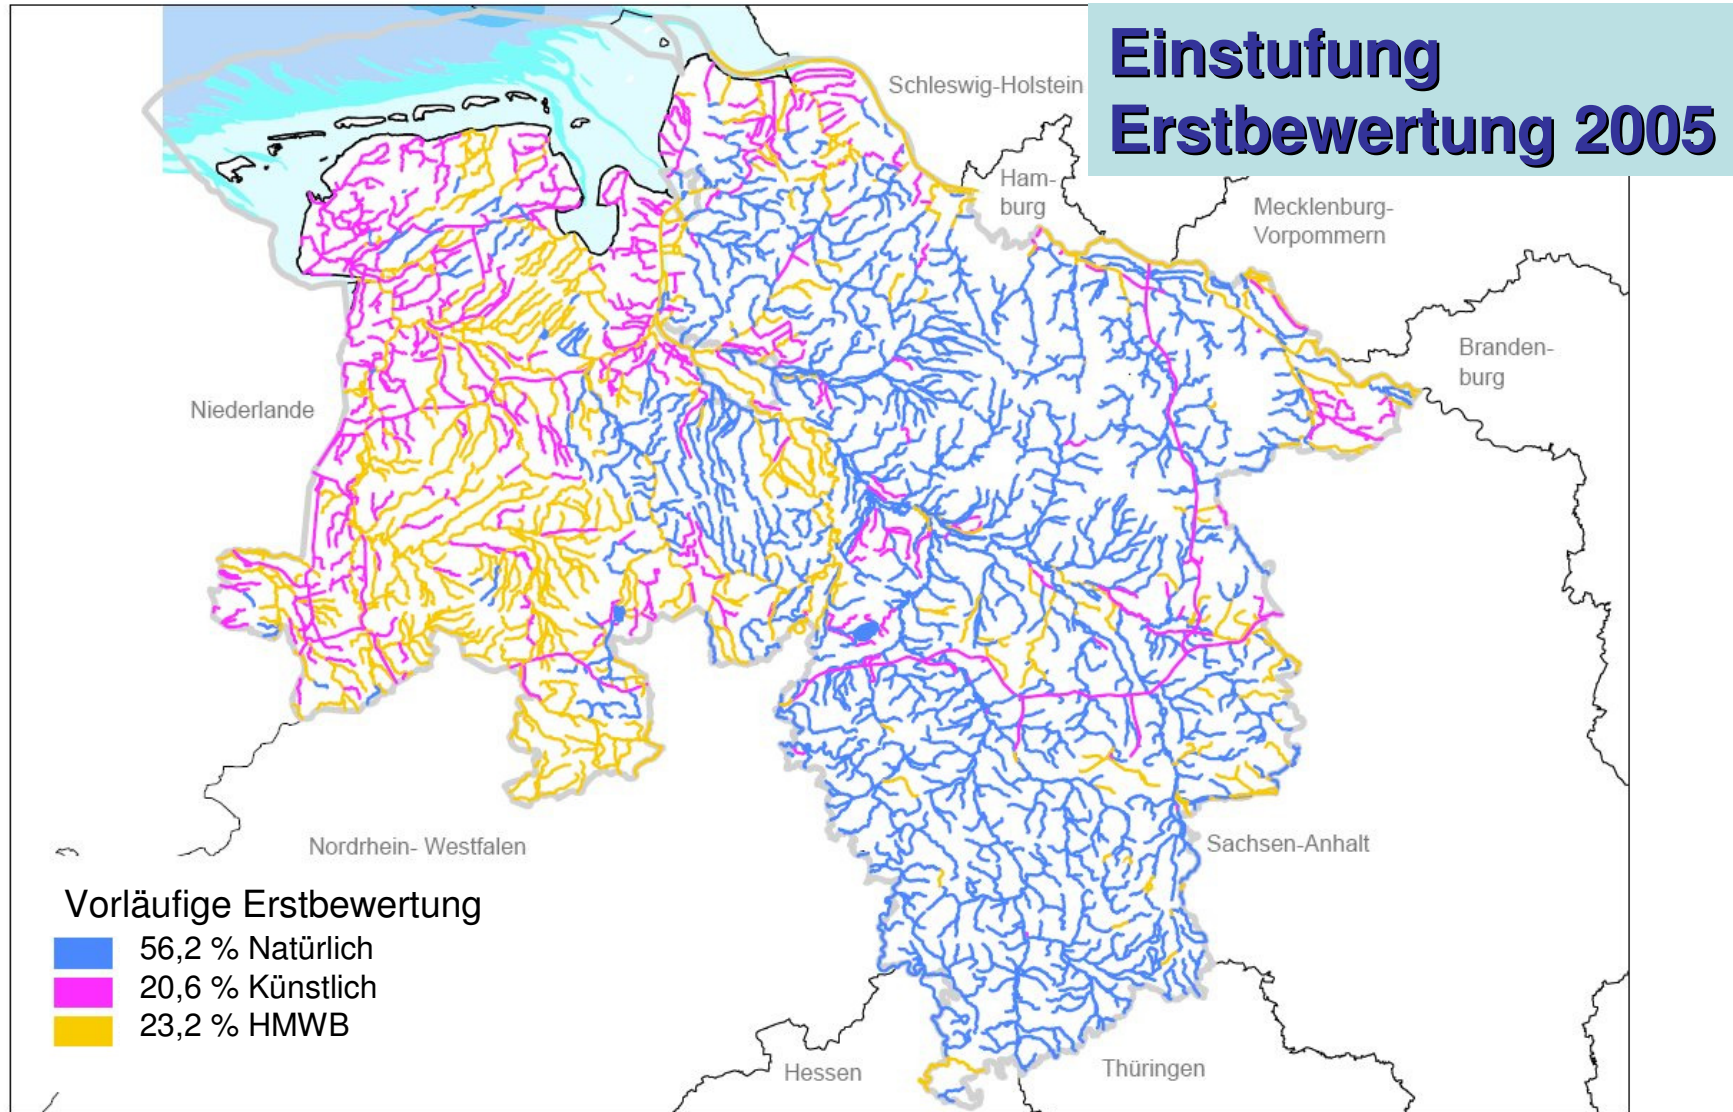 Einstufung
Erstbewertung 2005
Schleswig-Holstein
Ham-
burg
Mecklenburg-
Vorpommern
Branden-
burg
Niederlande
Nordrhein- Westfalen
Sachsen-Anhalt
Vorläufige Erstbewertung
56,2 % Natürlich
20,6 % Künstlich
23,2 % HMWB
Hessen
Thüringen